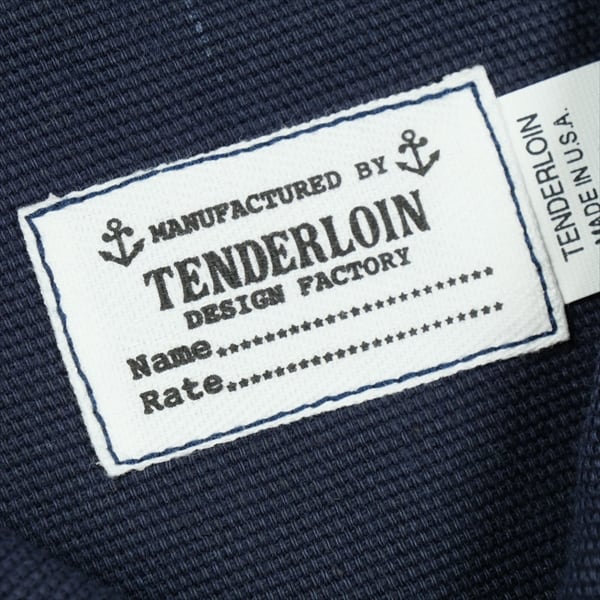 MANUFACTURED BY
TENDERLOIN
DESIGN FACTORY
Name
Rate
TENDERLOIN
MADE IN U.S.A.